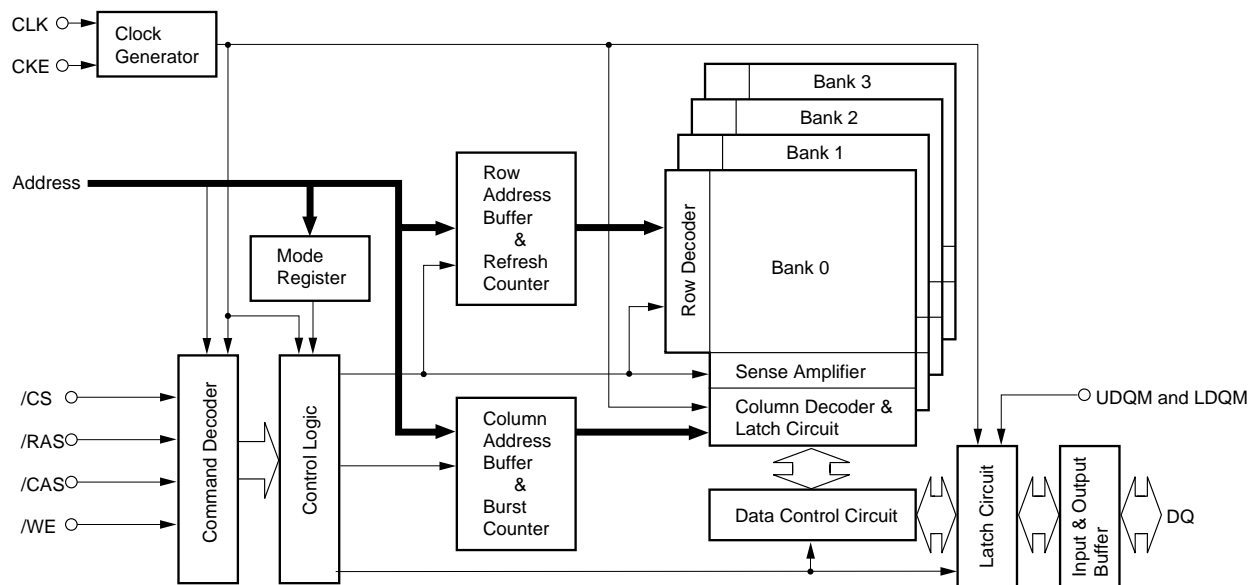 CLK
CKE
Clock
Generator
Bank 3
Bank 2
Bank 1
Bank 0
Address
Mode
Register
Row
Address
Buffer
&
Refresh
Counter
Row Decoder
Sense Amplifier
Column Decoder &
Latch Circuit
/CS
/RAS
/CAS
/WE
Command Decoder
Control Logic
Column
Address
Buffer
&
Burst
Counter
Data Control Circuit
UDQM and LDQM
Latch Circuit
Input & Output
Buffer
DQ